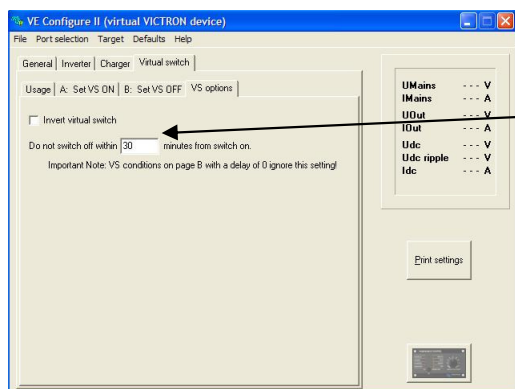 VE Configure II (virtual VICTRON device)
File Port selection Target Defaults Help
General Inverter Charger Virtual switch
Usage A: Set VS ON B: Set VS OFF VS options
Invert virtual switch
Do not switch off within 30 minutes from switch on.
Important Note: VS conditions on page B with a delay of 0 ignore this setting!
UMains --- V
IMains --- A
UOut --- V
IOut --- A
Udc --- V
Udc ripple --- V
Idc --- A
Print settings